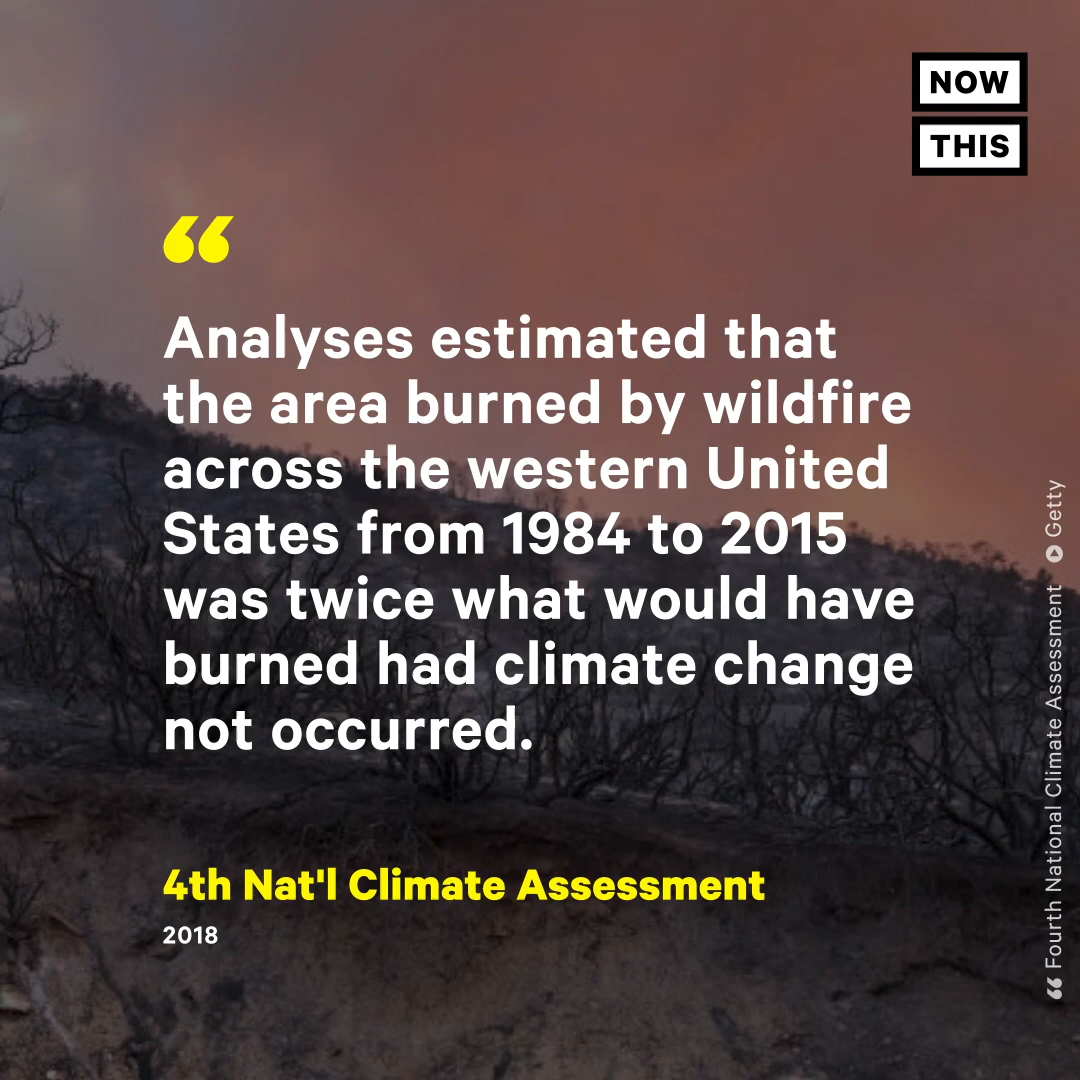 NOW
THIS
“
Analyses estimated that
the area burned by wildfire
across the western United
States from 1984 to 2015
was twice what would have
burned had climate change
not occurred.
4th Nat'l Climate Assessment
2018
“ Fourth National Climate Assessment Getty